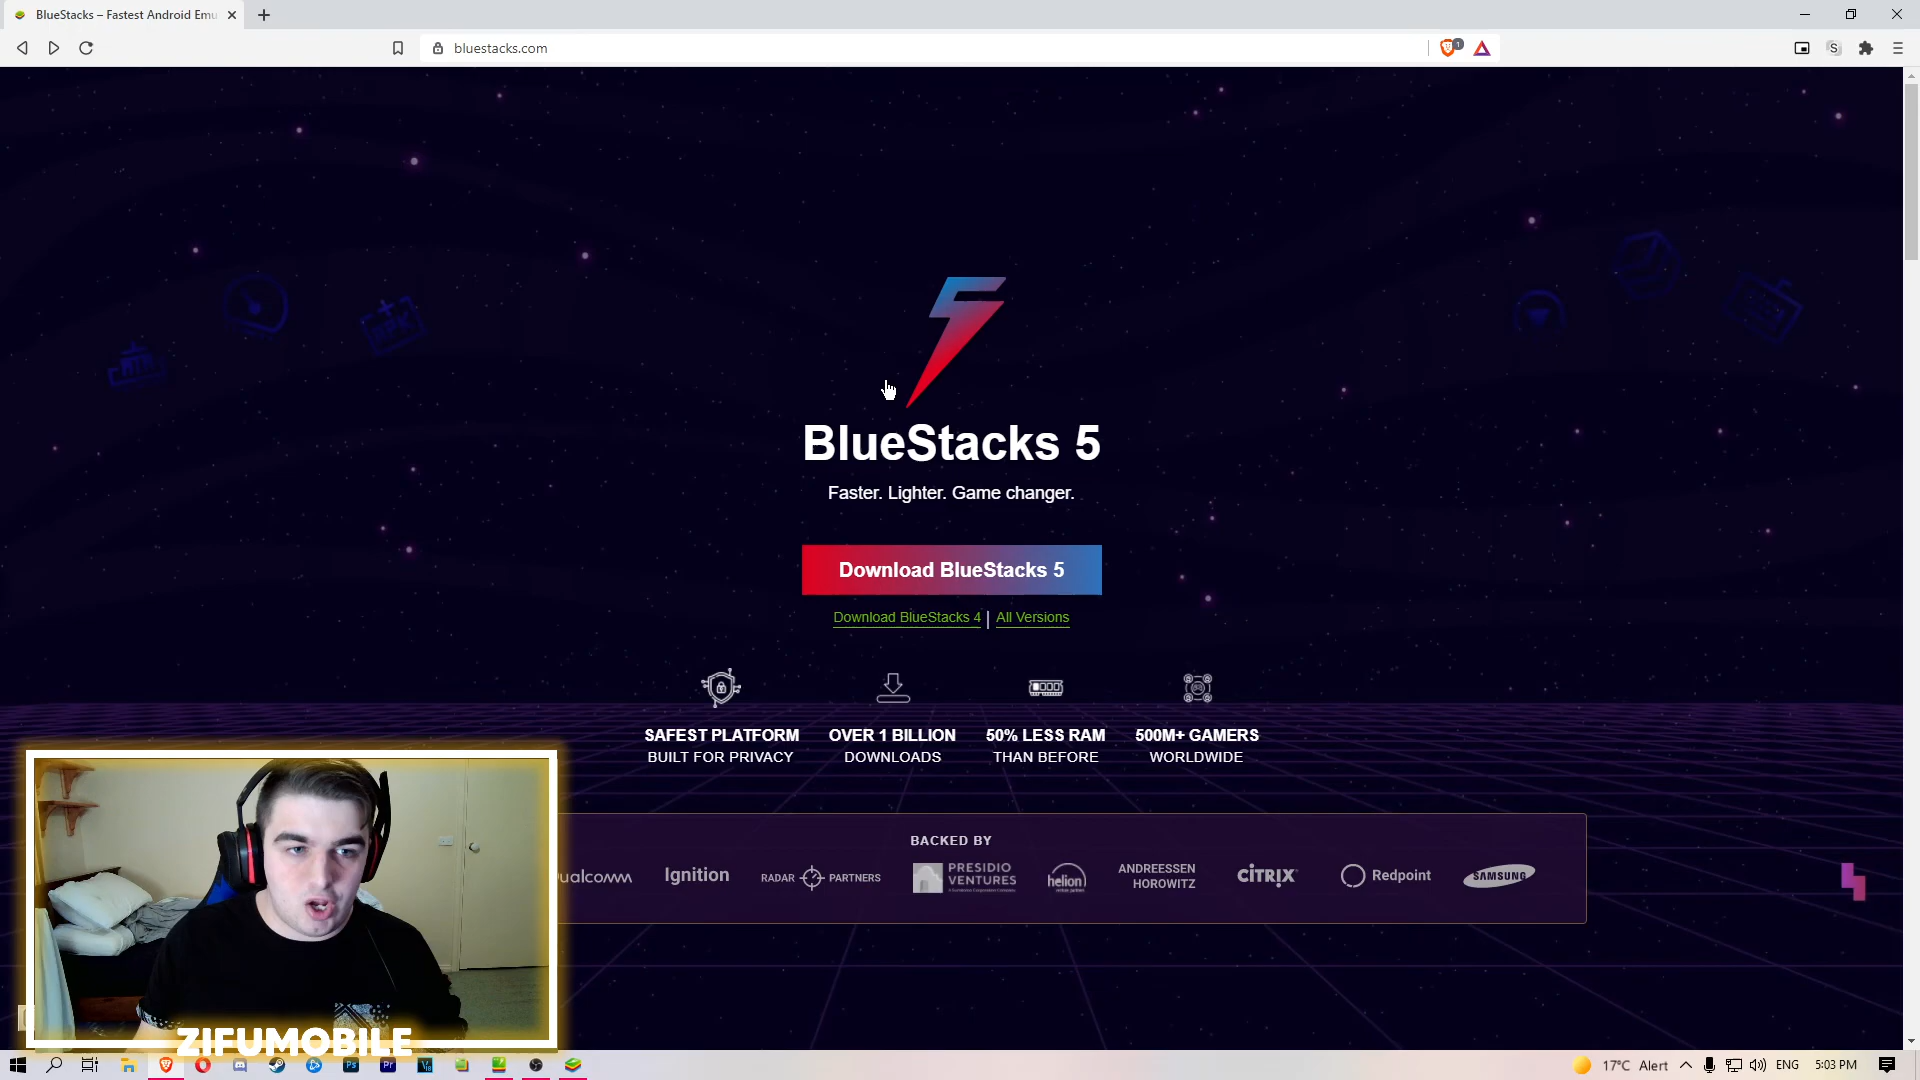 BlueStacks – Fastest Android Emu
bluestacks.com
1
S
BlueStacks 5
Faster. Lighter. Game changer.
Download BlueStacks 5
Download BlueStacks 4 | All Versions
SAFEST PLATFORM
BUILT FOR PRIVACY
OVER 1 BILLION
DOWNLOADS
50% LESS RAM
THAN BEFORE
500M+ GAMERS
WORLDWIDE
BACKED BY
ualcomm
Ignition
RADAR PARTNERS
PRESIDIO
VENTURES
helion
ANDREESSEN
HOROWITZ
CITRIX
Redpoint
SAMSUNG
ZIFUMOBILE
Ps
Pr
17°C Alert
ENG
5:03 PM